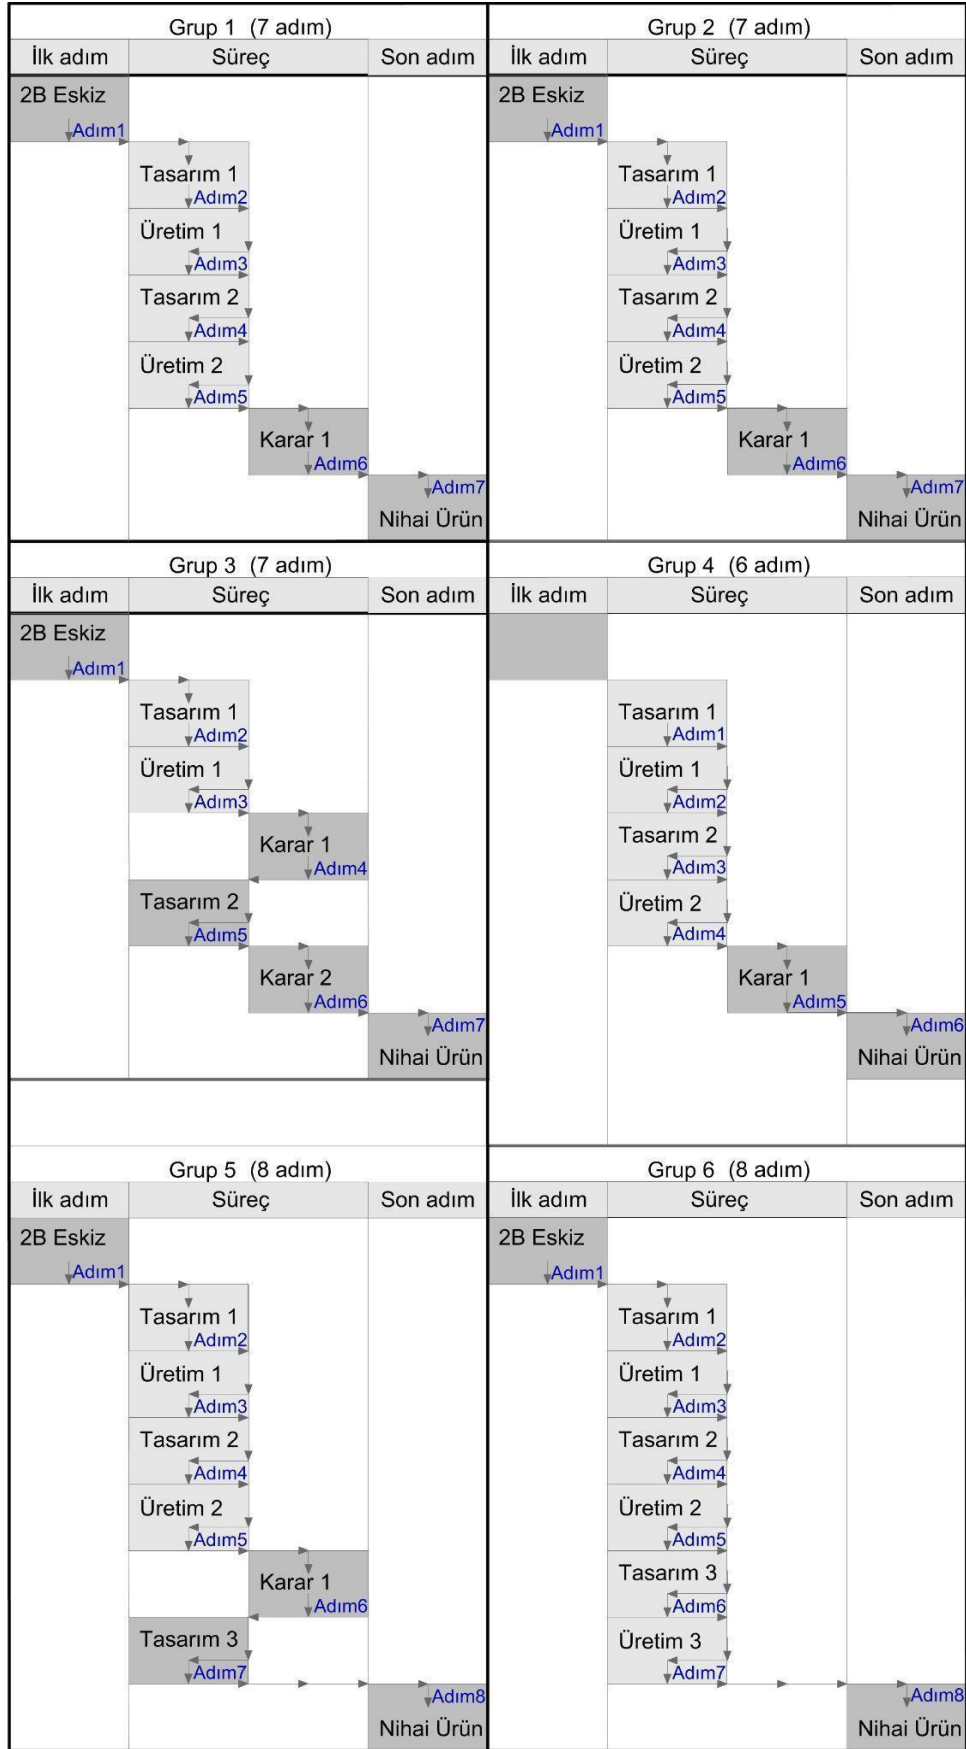 Grup 1 (7 adım)
İlk adım Süreç Son adım
2B Eskiz
Adım1
Tasarım 1
Adım2
Üretim 1
Adım3
Tasarım 2
Adım4
Üretim 2
Adım5
Karar 1
Adım6
Adım7
Nihai Ürün
Grup 2 (7 adım)
İlk adım Süreç Son adım
2B Eskiz
Adım1
Tasarım 1
Adım2
Üretim 1
Adım3
Tasarım 2
Adım4
Üretim 2
Adım5
Karar 1
Adım6
Adım7
Nihai Ürün
Grup 3 (7 adım)
İlk adım Süreç Son adım
2B Eskiz
Adım1
Tasarım 1
Adım2
Üretim 1
Adım3
Karar 1
Adım4
Tasarım 2
Adım5
Karar 2
Adım6
Adım7
Nihai Ürün
Grup 4 (6 adım)
İlk adım Süreç Son adım
Tasarım 1
Adım1
Üretim 1
Adım2
Tasarım 2
Adım3
Üretim 2
Adım4
Karar 1
Adım5
Adım6
Nihai Ürün
Grup 5 (8 adım)
İlk adım Süreç Son adım
2B Eskiz
Adım1
Tasarım 1
Adım2
Üretim 1
Adım3
Tasarım 2
Adım4
Üretim 2
Adım5
Karar 1
Adım6
Tasarım 3
Adım7
Adım8
Nihai Ürün
Grup 6 (8 adım)
İlk adım Süreç Son adım
2B Eskiz
Adım1
Tasarım 1
Adım2
Üretim 1
Adım3
Tasarım 2
Adım4
Üretim 2
Adım5
Tasarım 3
Adım6
Üretim 3
Adım7
Adım8
Nihai Ürün